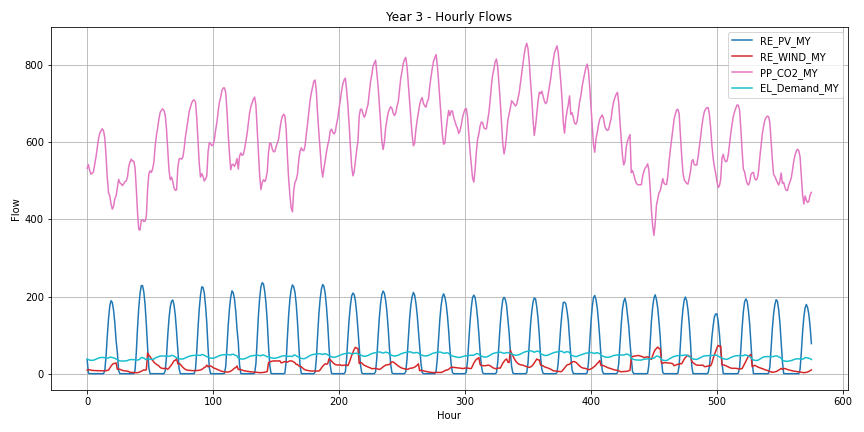 Year 3 - Hourly Flows
RE_PV_MY
RE_WIND_MY
PP_CO2_MY
EL_Demand_MY
800
600
400
200
0
Flow
0 100 200 300 400 500 600
Hour